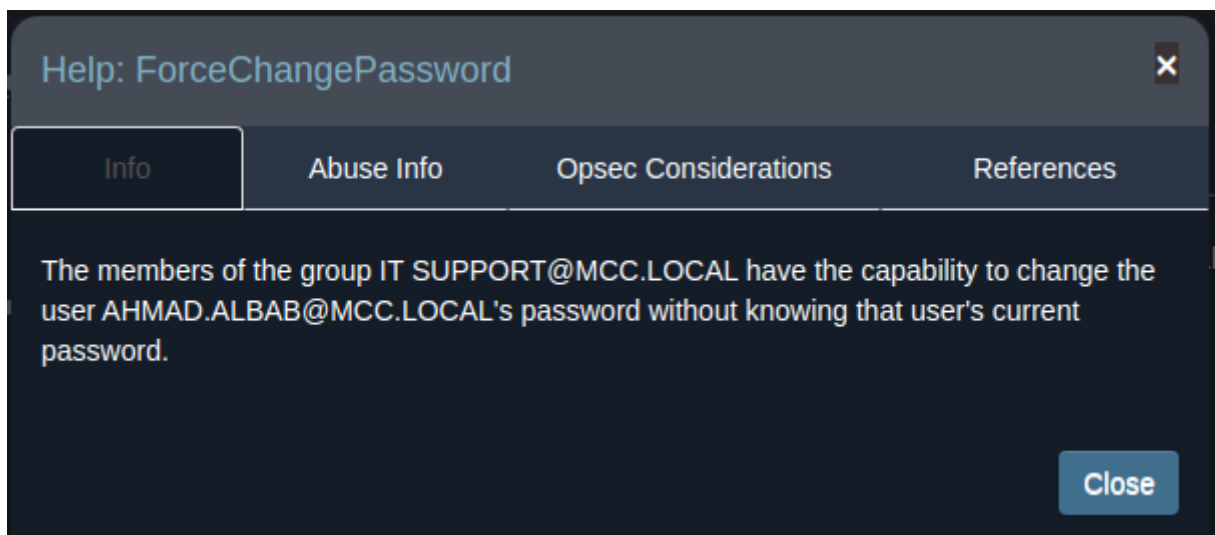 Help: ForceChangePassword
×
Info
Abuse Info
Opsec Considerations
References
The members of the group IT SUPPORT@MCC.LOCAL have the capability to change the
user AHMAD.ALBAB@MCC.LOCAL's password without knowing that user's current
password.
Close